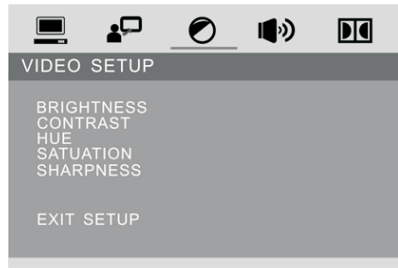 VIDEO SETUP
BRIGHTNESS
CONTRAST
HUE
SATUATION
SHARPNESS
EXIT SETUP